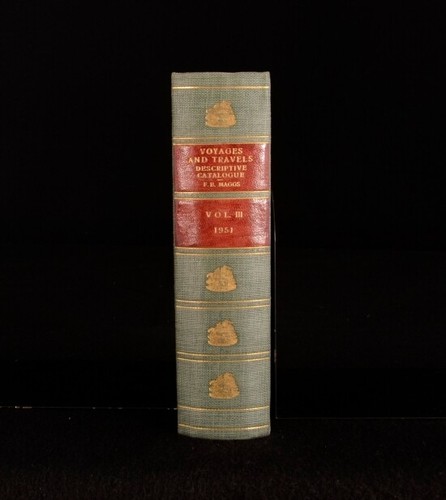 VOYAGES
AND TRAVELS
DESCRIPTIVE
CATALOGUE
F. B. MAGGS
VOL. III
1951